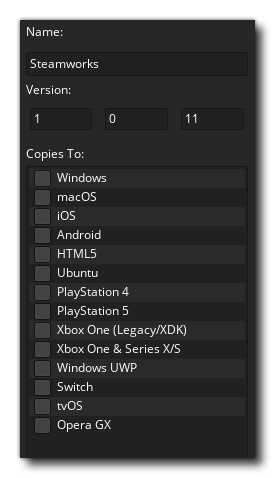 Name:
Steamworks
Version:
1 0 11
Copies To:
Windows
macOS
iOS
Android
HTML5
Ubuntu
PlayStation 4
PlayStation 5
Xbox One (Legacy/XDK)
Xbox One & Series X/S
Windows UWP
Switch
tvOS
Opera GX